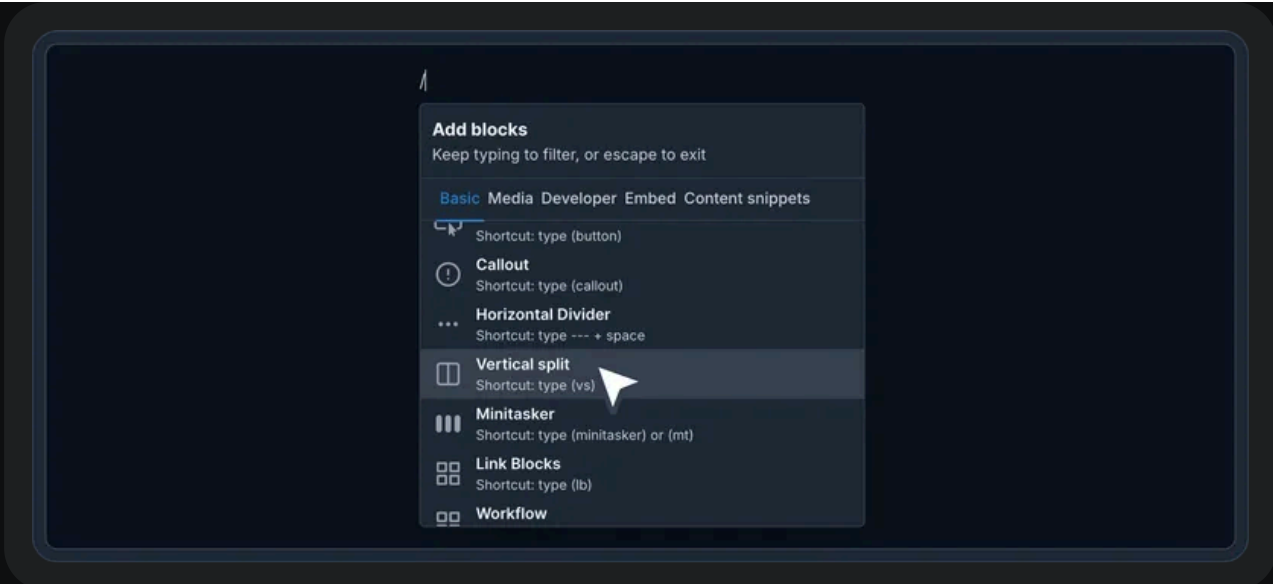 /
Add blocks
Keep typing to filter, or escape to exit
Basic Media Developer Embed Content snippets
Shortcut: type (button)
Callout
Shortcut: type (callout)
Horizontal Divider
Shortcut: type --- + space
Vertical split
Shortcut: type (vs)
Minitasker
Shortcut: type (minitasker) or (mt)
Link Blocks
Shortcut: type (lb)
Workflow